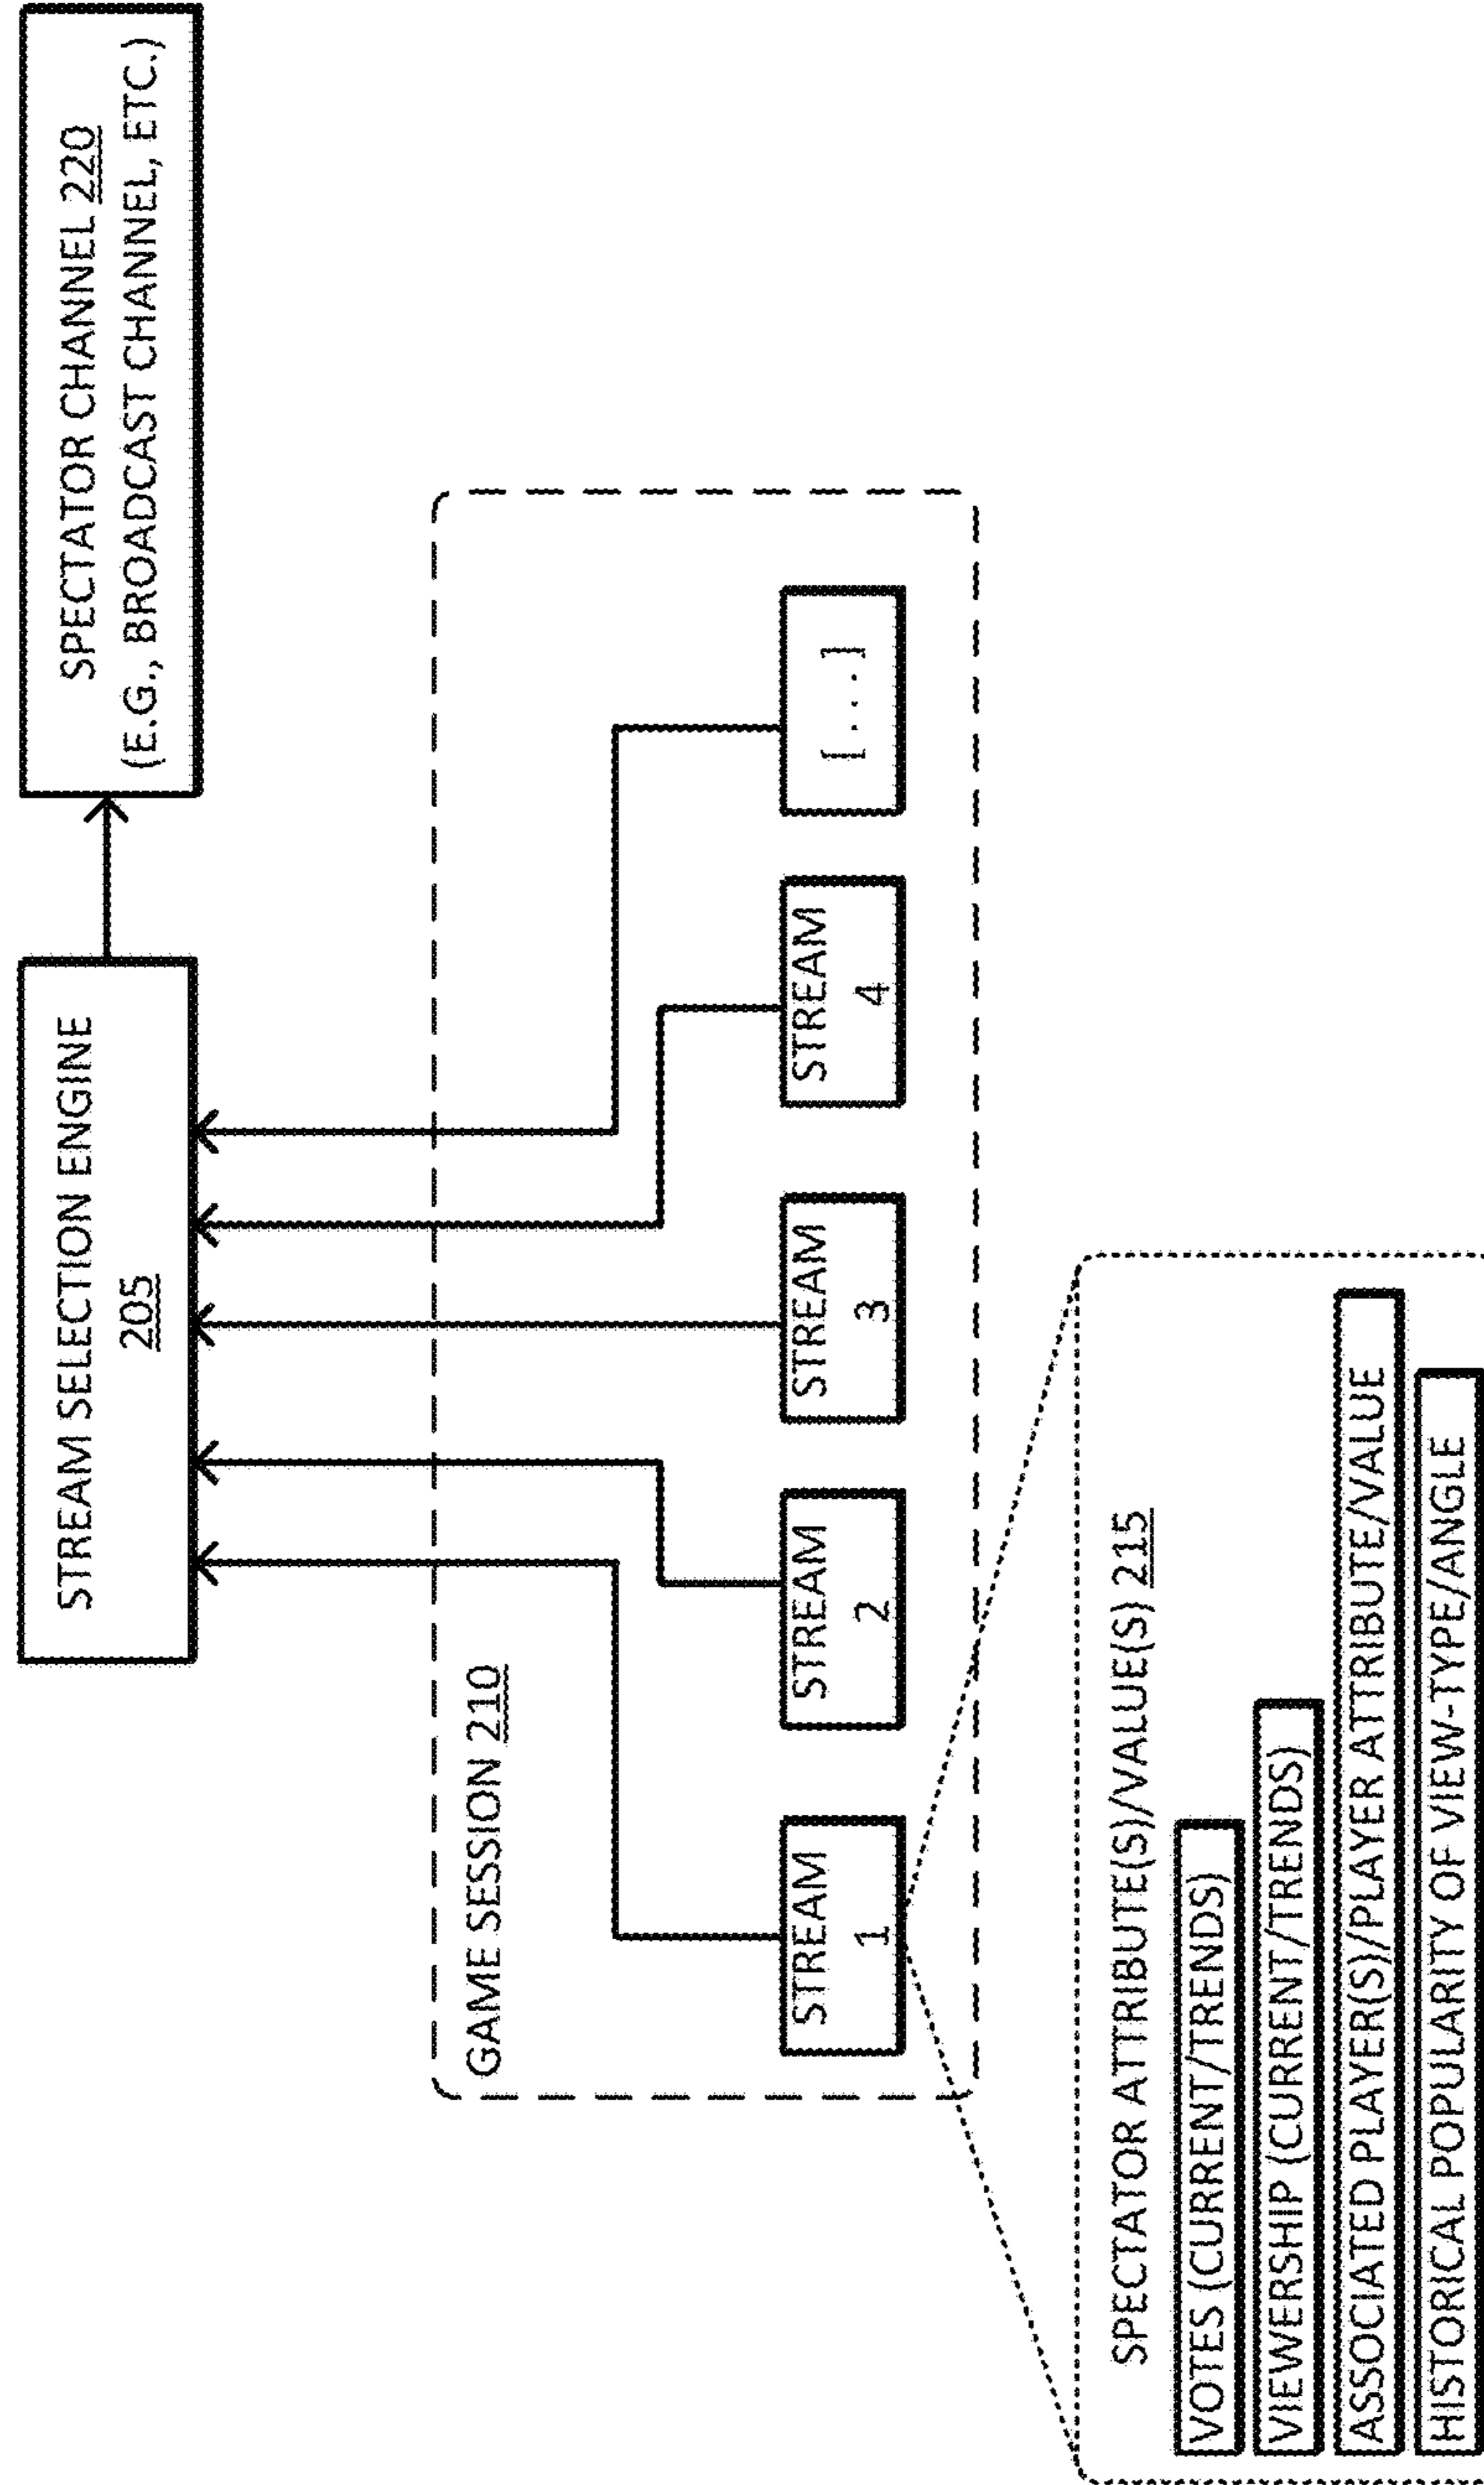 STREAM SELECTION ENGINE
205
SPECTATOR CHANNEL 220
(E.G., BROADCAST CHANNEL, ETC.)
GAME SESSION 210
STREAM
1
STREAM
2
STREAM
3
STREAM
4
[...]
SPECTATOR ATTRIBUTE(S)/VALUE(S) 215
VOTES (CURRENT/TRENDS)
VIEWERSHIP (CURRENT/TRENDS)
ASSOCIATED PLAYER(S)/PLAYER ATTRIBUTE/VALUE
HISTORICAL POPULARITY OF VIEW-TYPE/ANGLE